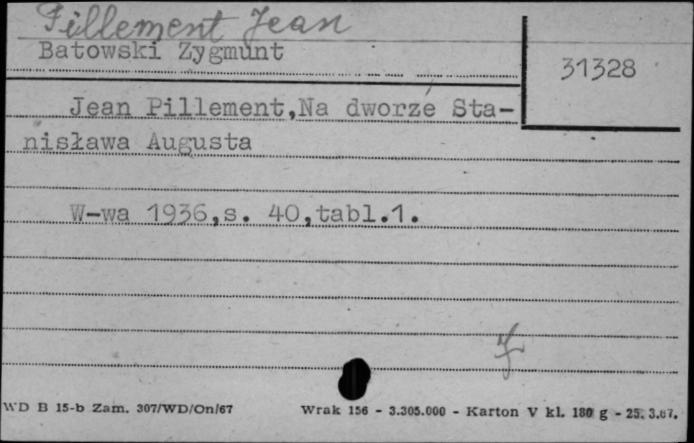 Pillement Jean
Batowski Zygmunt
31328
Jean Pillement,Na dworze Sta-
nisława Augusta
W-wa 1936,s. 40,tabl.1.
WD B 15-b Zam. 307/WD/On/67
Wrak 156 - 3.305.000 - Karton V kl. 180 g - 25.3.67.